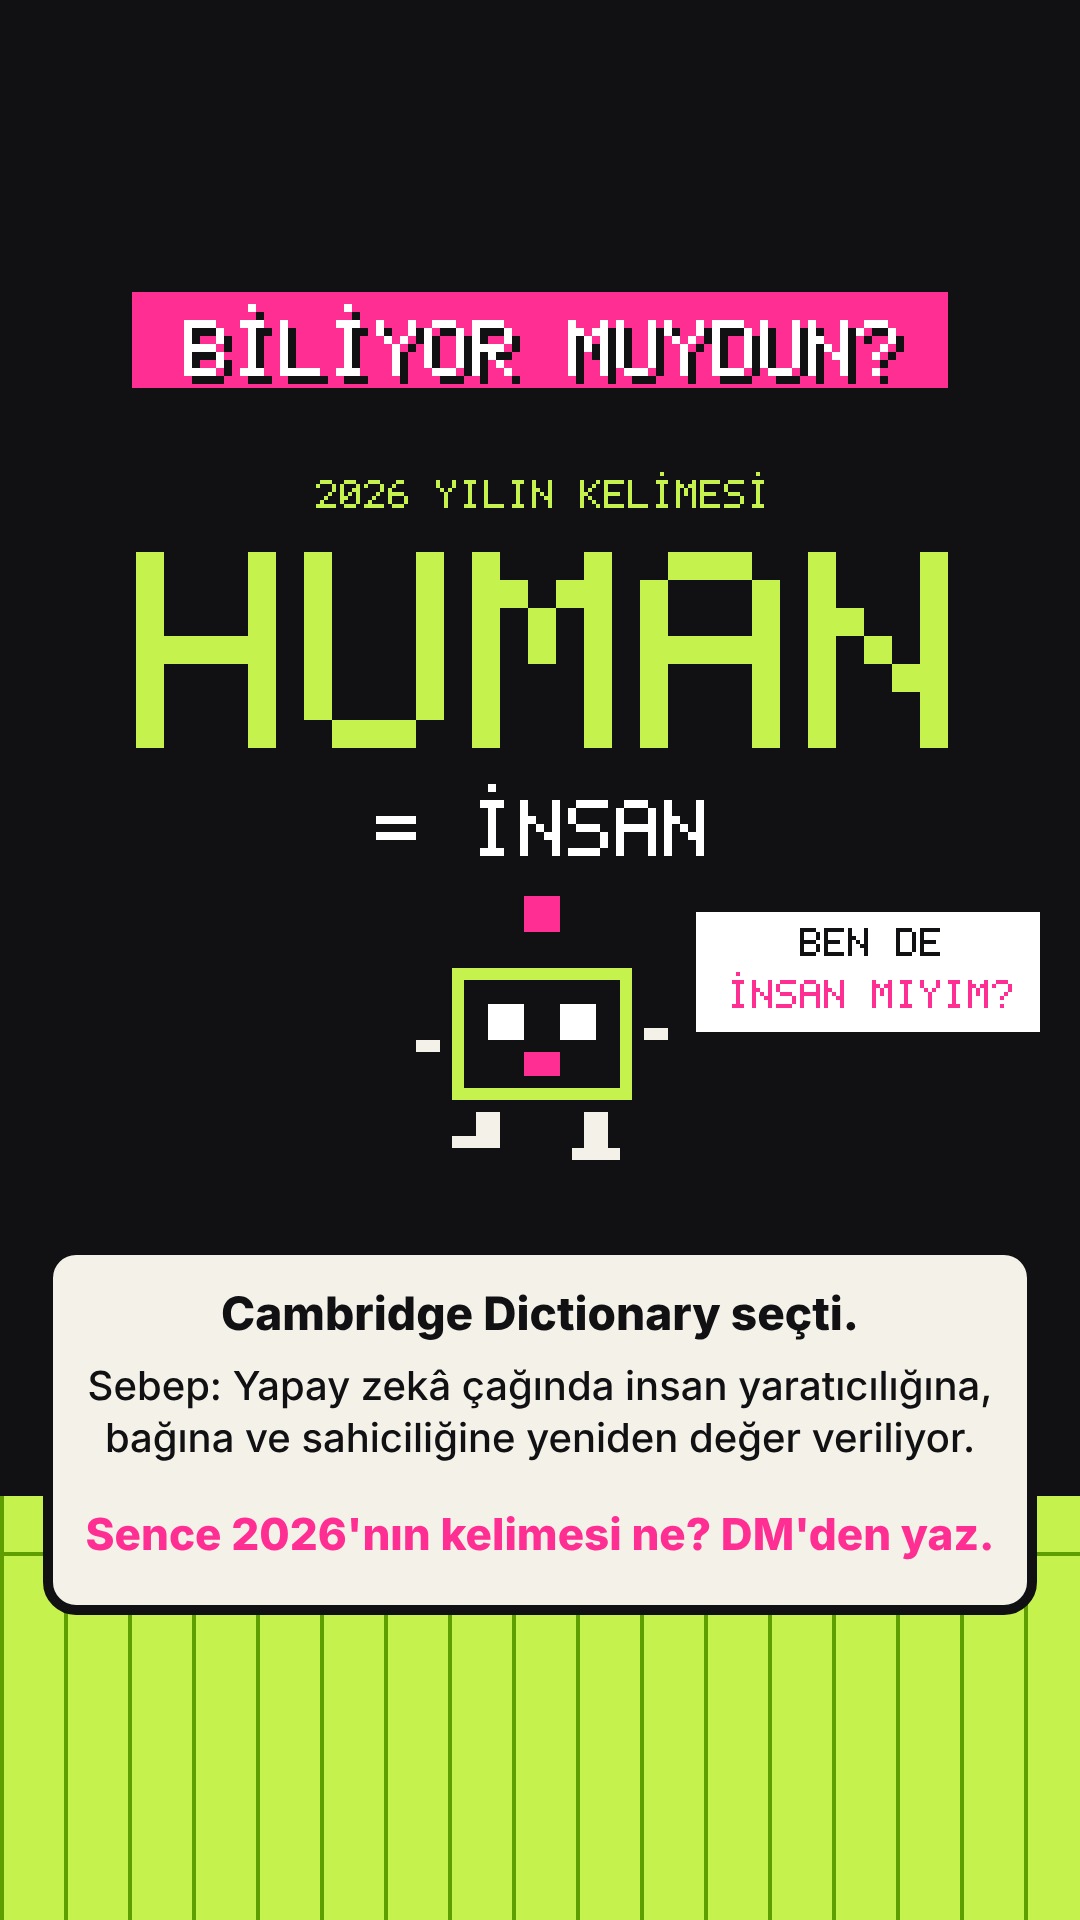 BİLİYOR MUYDUN?
2026 YILIN KELİMESİ
HUMAN
= İNSAN
BEN DE
İNSAN MIYIM?
Cambridge Dictionary seçti.
Sebep: Yapay zekâ çağında insan yaratıcılığına,
bağına ve sahiciliğine yeniden değer veriliyor.
Sence 2026'nın kelimesi ne? DM'den yaz.